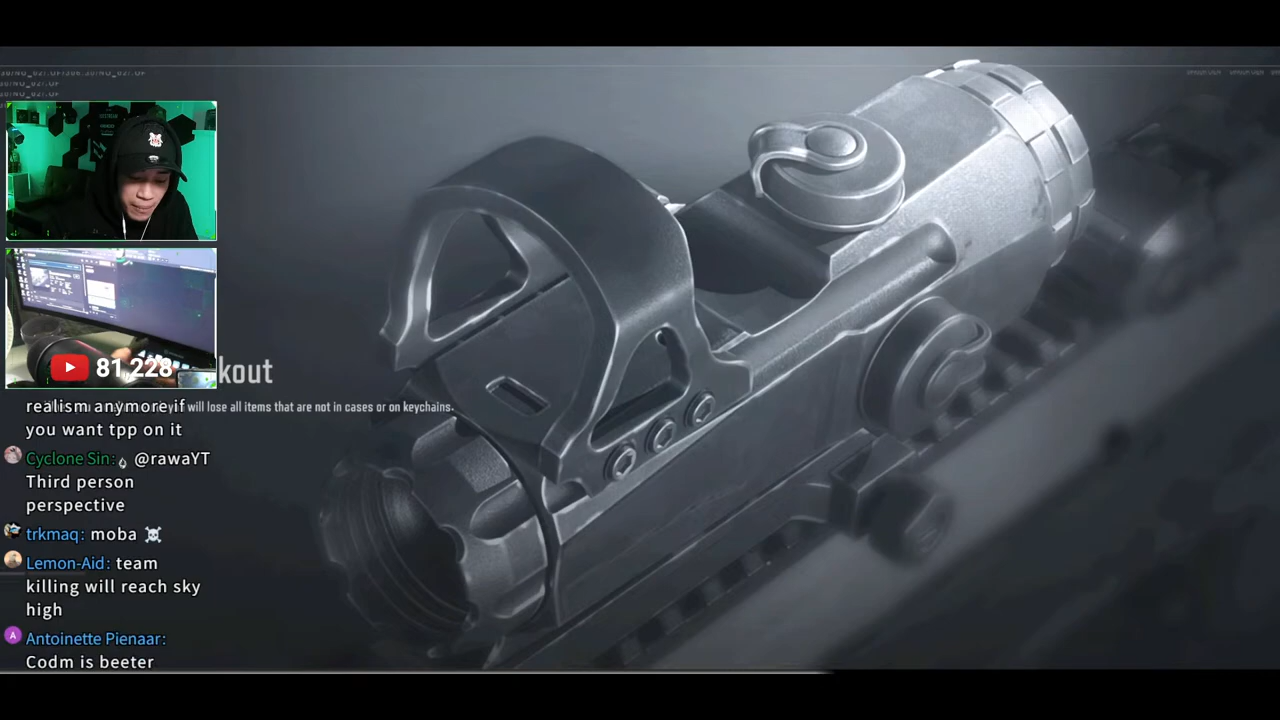 81,228
kout
will lose all items that are not in cases or on keychains.
realism anymore if
you want tpp on it
Cyclone Sin: @rawaYT
Third person
perspective
trkmaq: moba ☠
Lemon-Aid: team
killing will reach sky
high
A Antoinette Pienaar:
Codm is beeter